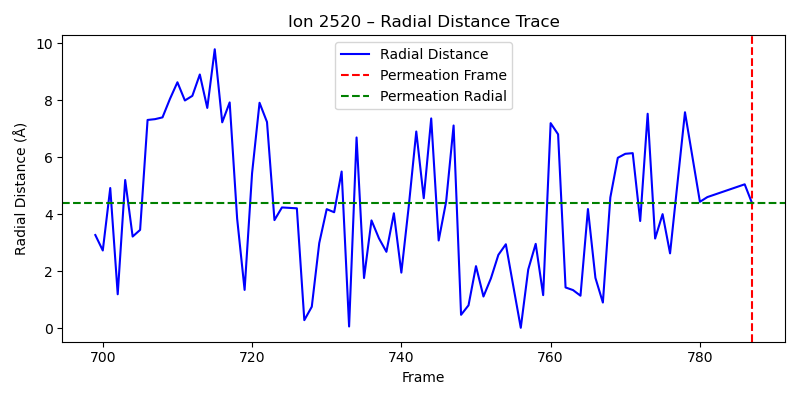 Ion 2520 – Radial Distance Trace
Radial Distance (Å)
10
8
6
4
2
0
Radial Distance
Permeation Frame
Permeation Radial
700
720
740
760
780
Frame